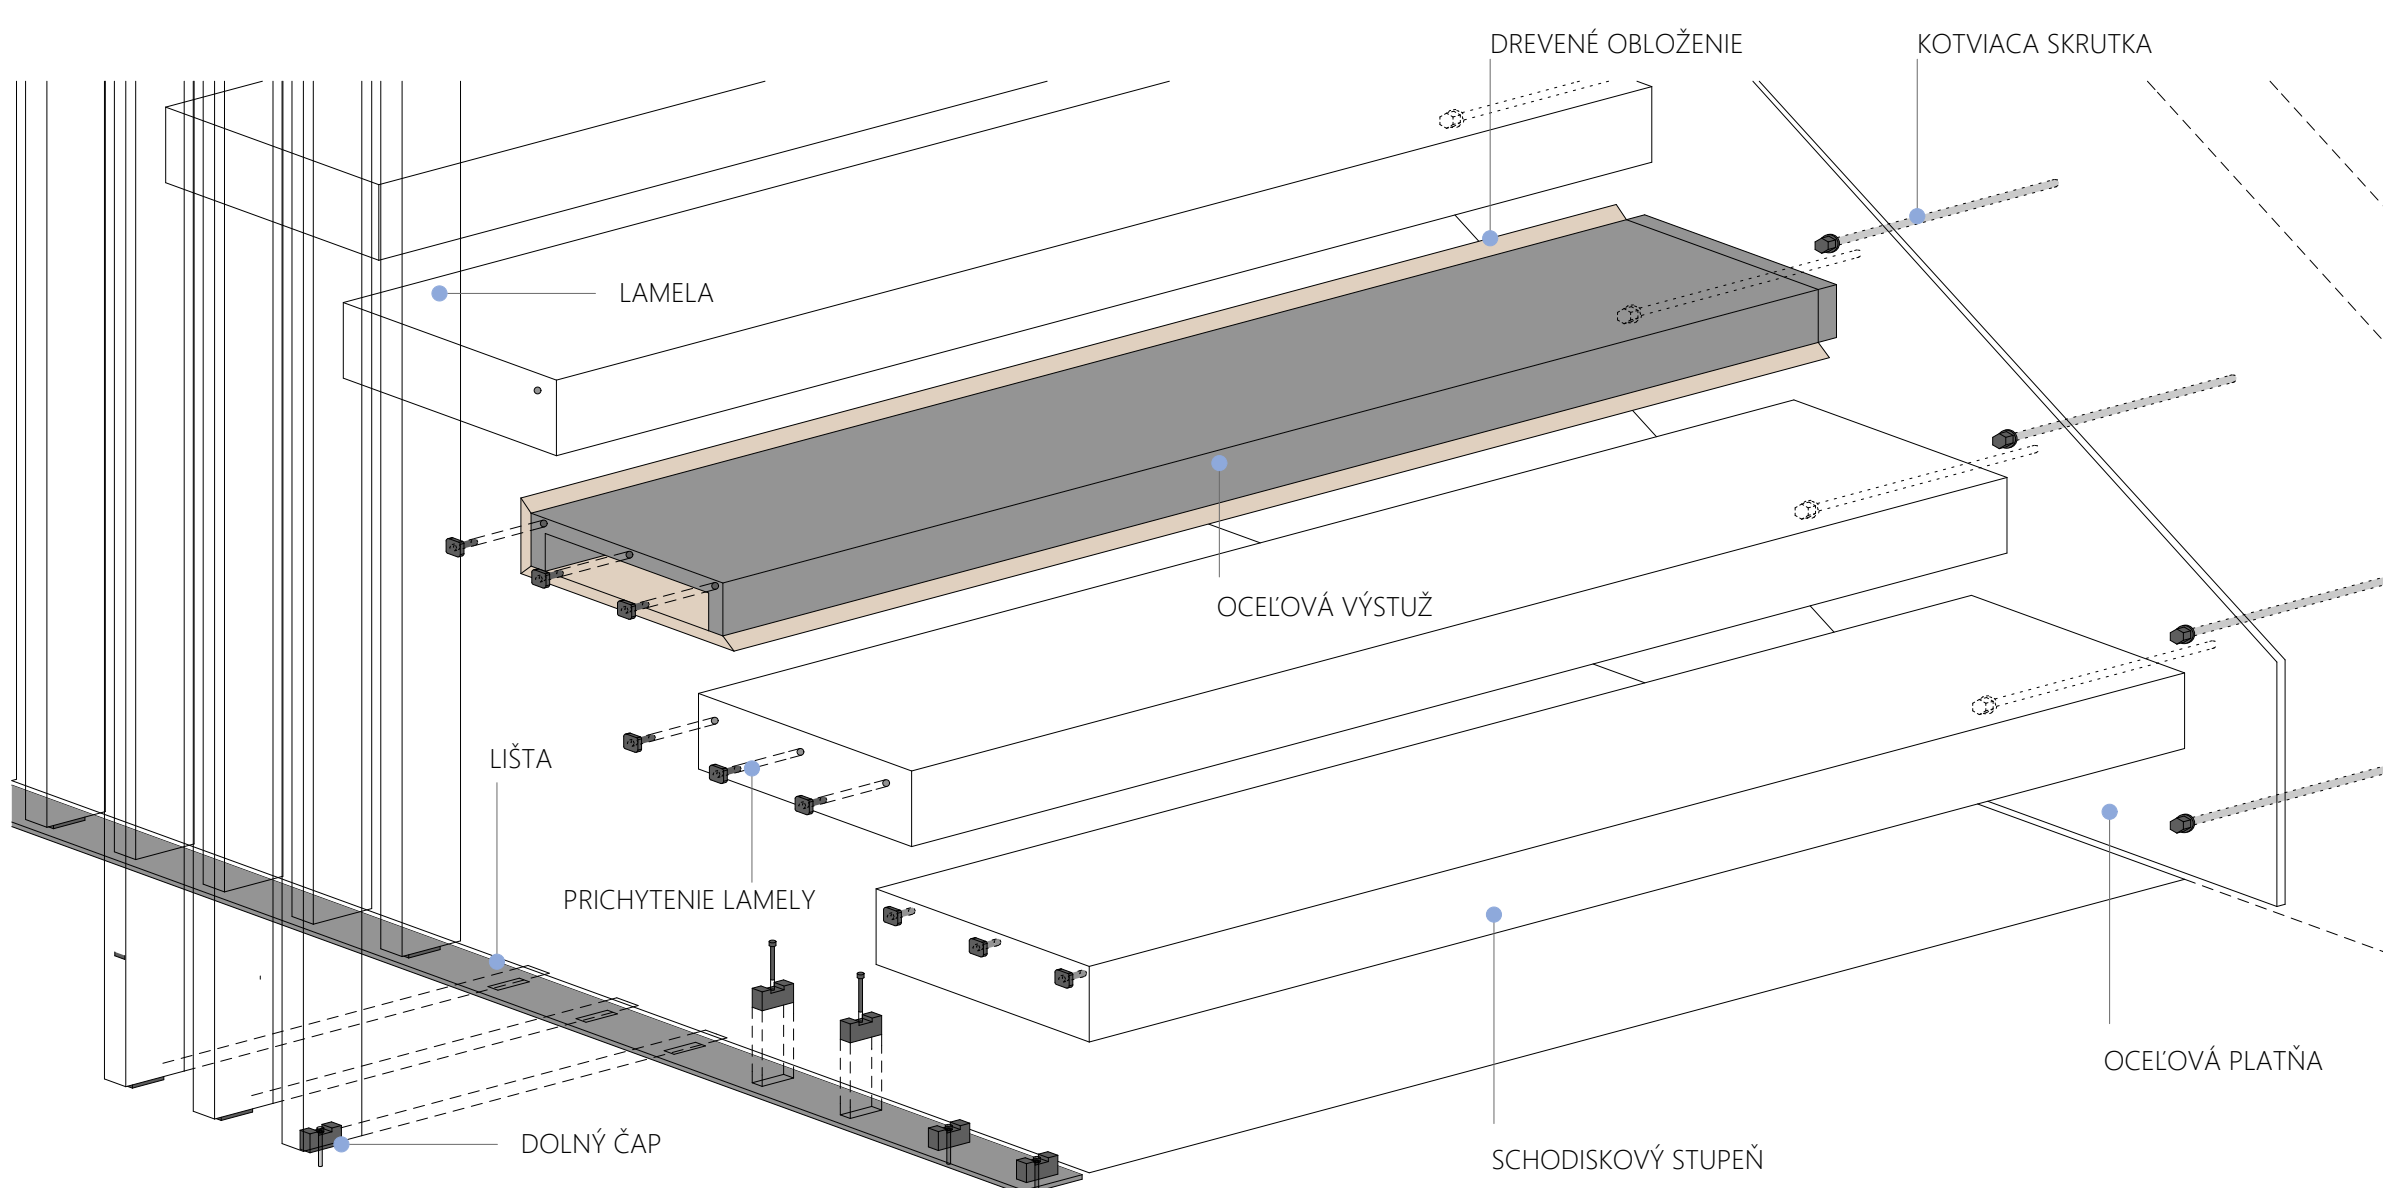 DREVENÉ OBLOŽENIE
KOTVIACA SKRUTKA
LAMELA
OCEĽOVÁ VÝSTUŽ
LIŠTA
PRICHYTENIE LAMELY
OCEĽOVÁ PLATŇA
DOLNÝ ČAP
SCHODISKOVÝ STUPEŇ